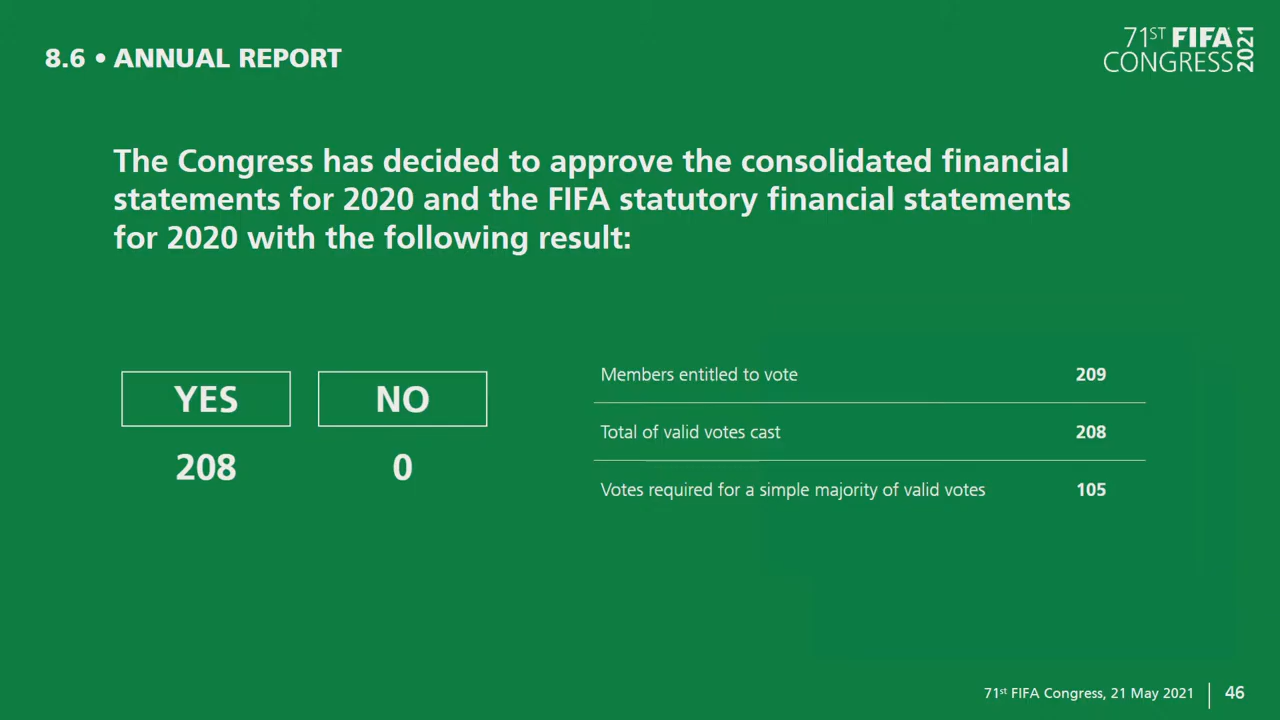 8.6 • ANNUAL REPORT
71ST FIFA
CONGRESS
2021
The Congress has decided to approve the consolidated financial
statements for 2020 and the FIFA statutory financial statements
for 2020 with the following result:
YES NO
208 0
Members entitled to vote 209
Total of valid votes cast 208
Votes required for a simple majority of valid votes 105
71st FIFA Congress, 21 May 2021 46